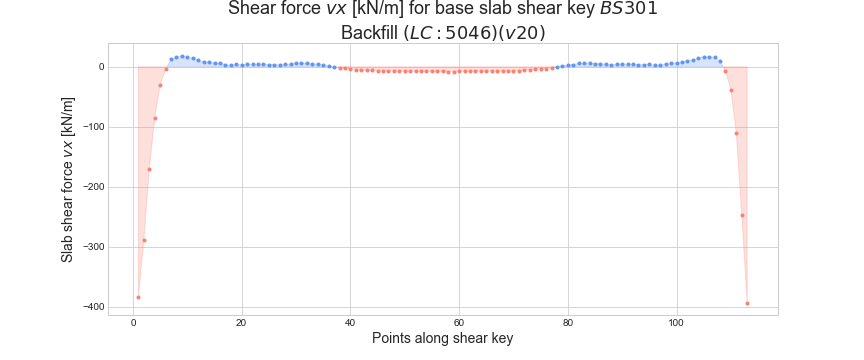 Shear force vx [kN/m] for base slab shear key BS301
Backfill (LC : 5046)(v20)
Slab shear force vx [kN/m]
0
−100
−200
−300
−400
0 20 40 60 80 100
Points along shear key